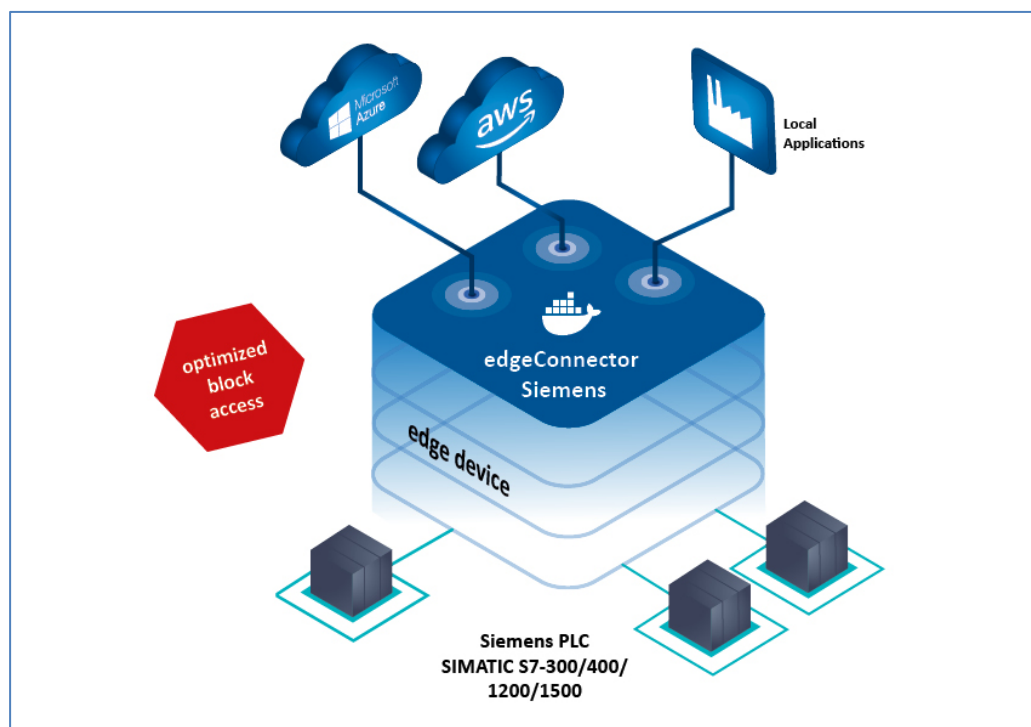 Microsoft
Azure
aws
Local
Applications
optimized
block
access
edgeConnector
Siemens
edge device
Siemens PLC
SIMATIC S7-300/400/
1200/1500